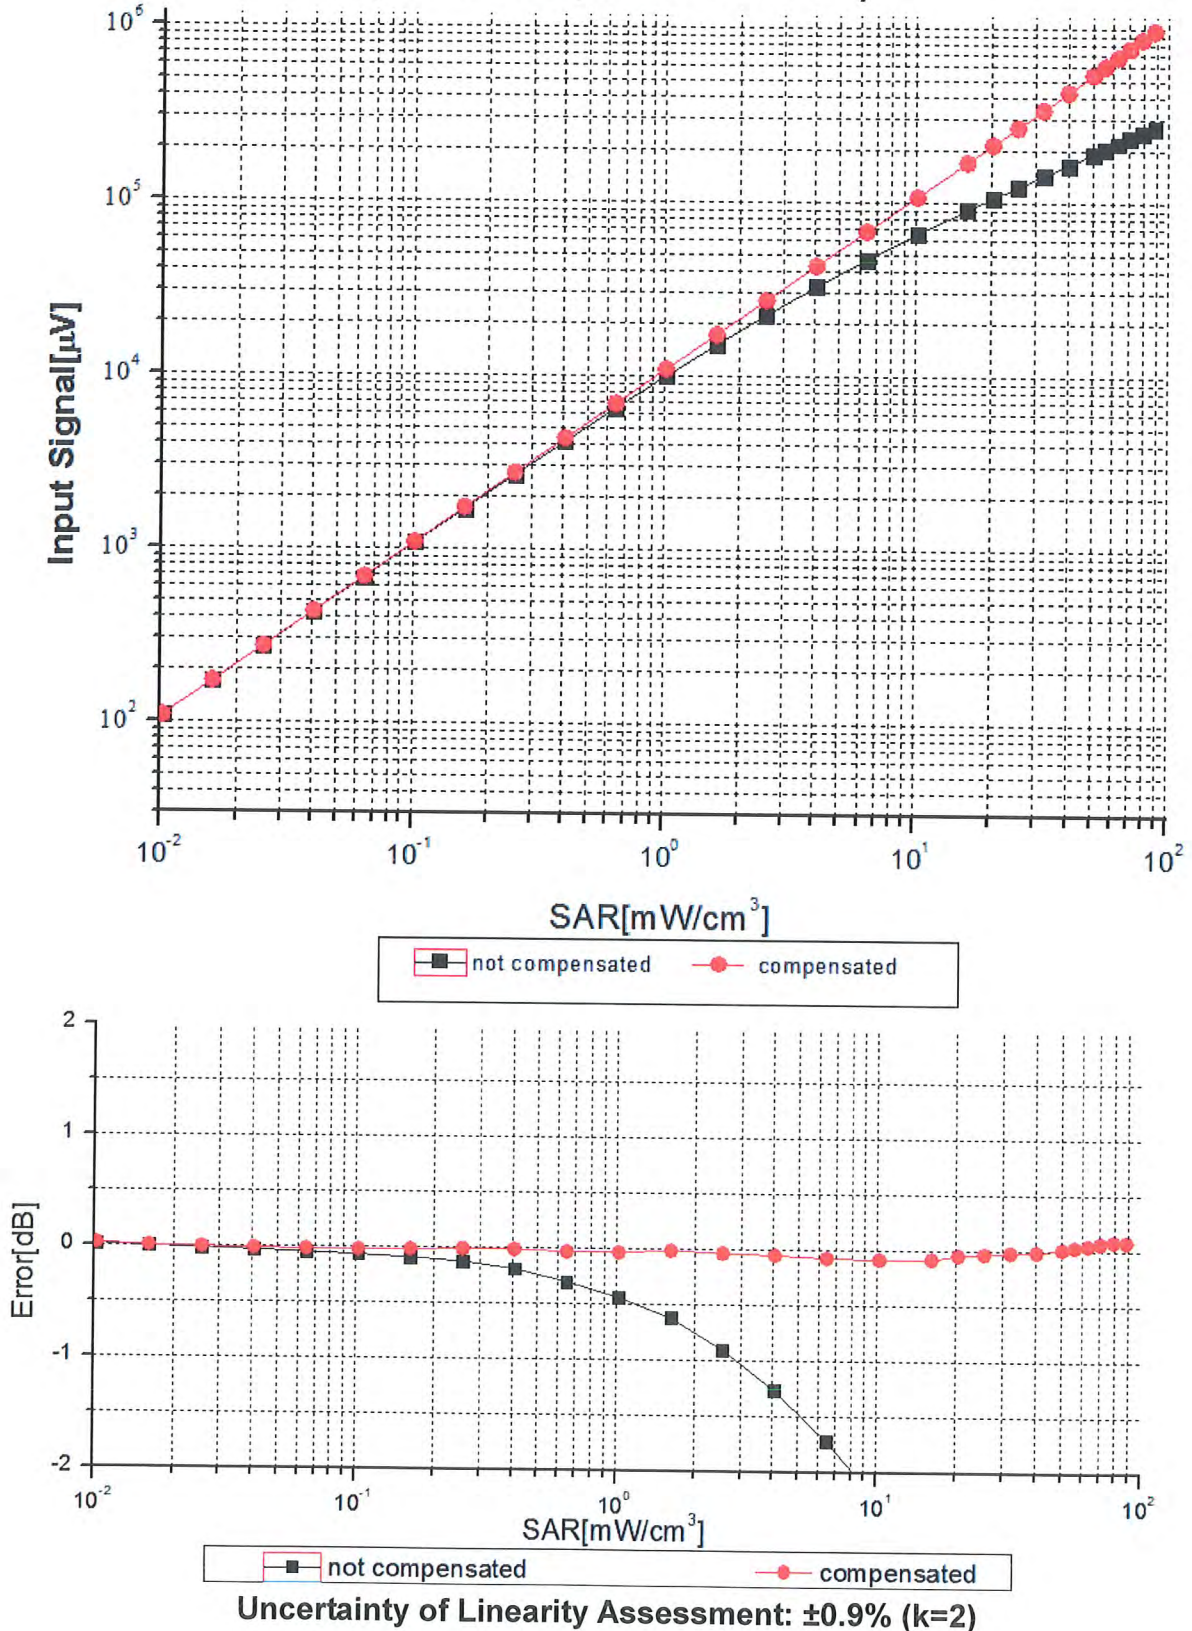 10⁶
10⁵
10⁴
10³
10²
Input Signal[µV]
10⁻² 10⁻¹ 10⁰ 10¹ 10²
SAR[mW/cm³]
not compensated compensated
2
1
0
-1
-2
Error[dB]
10⁻² 10⁻¹ 10⁰ 10¹ 10²
SAR[mW/cm³]
not compensated compensated
Uncertainty of Linearity Assessment: ±0.9% (k=2)